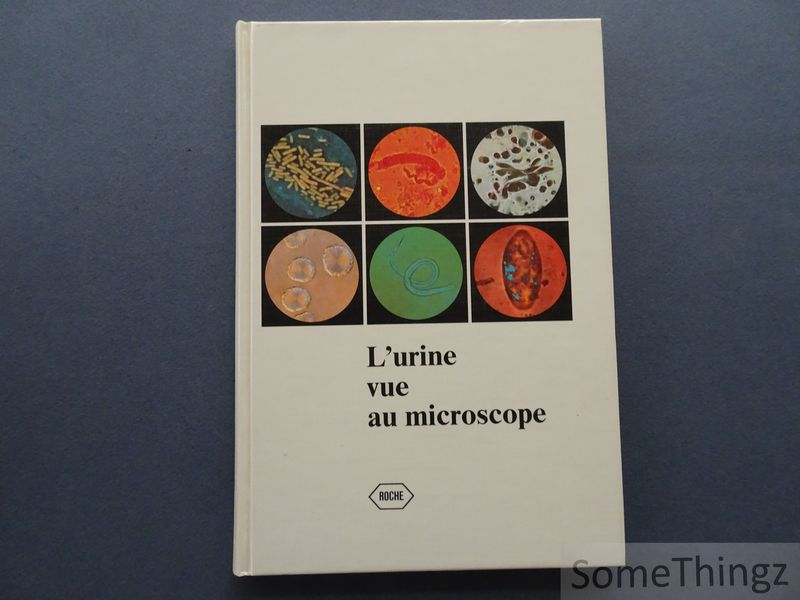 L'urine
vue
au microscope
ROCHE
SomeThingz